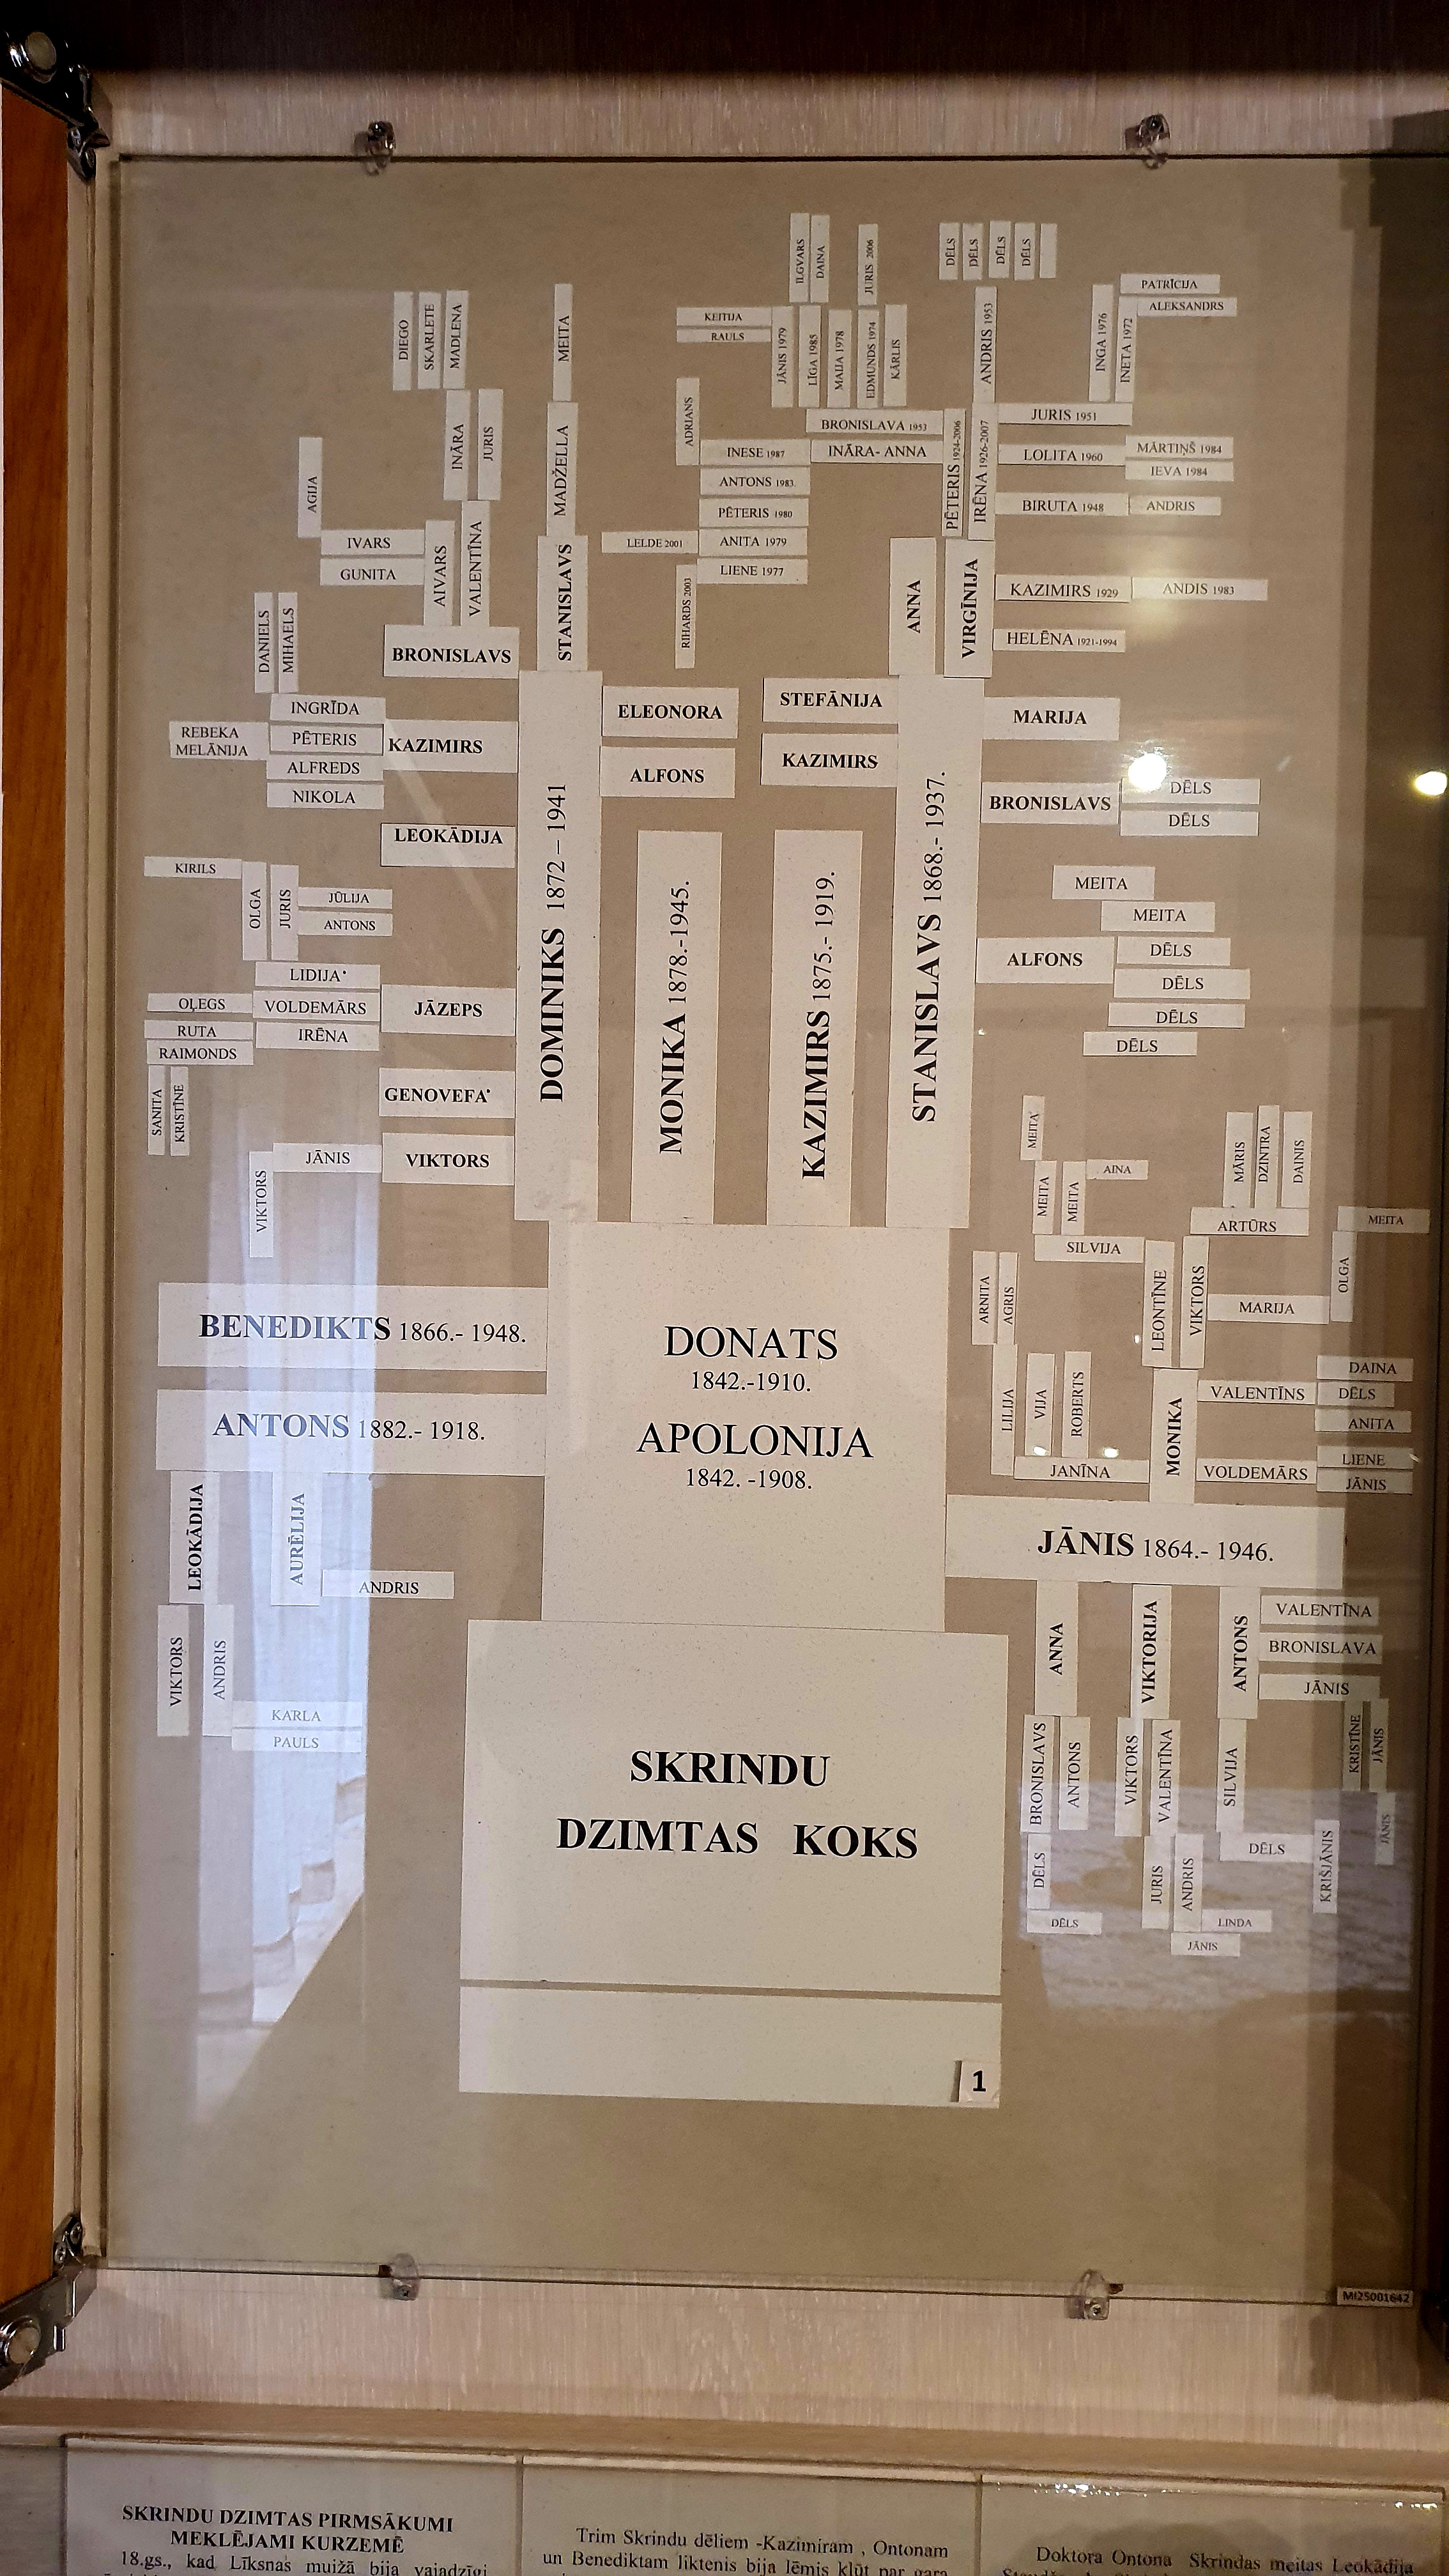 ILGVARS
DAINA
JURIS 2006
DĒLS
DĒLS
DĒLS
DĒLS
PATRĪCIJA
ALEKSANDRS
DIEGO
SKARLETE
MADLENA
MEITA
KEITIJA
RAULS
JĀNIS 1979
LĪGA 1985
MAIJA 1978
EDMUNDS 1974
KĀRLIS
ANDRIS 1953
INGA 1976
INETA 1972
INĀRA
JURIS
MADŽELLA
ADRIANS
BRONISLAVA 1953
INĀRA- ANNA
PĒTERIS 1924-2006
IRĒNA 1926-2007
JURIS 1951
LOLITA 1960
MĀRTIŅŠ 1984
IEVA 1984
BIRUTA 1948
ANDRIS
AGIJA
INESE 1987
ANTONS 1983
PĒTERIS 1980
LELDE 2001
ANITA 1979
LIENE 1977
RIHARDS 2003
IVARS
GUNITA
AIVARS
VALENTĪNA
STANISLAVS
ANNA
VIRGĪNIJA
KAZIMIRS 1929
ANDIS 1983
HELĒNA 1921-1994
DANIELS
MIHAELS
BRONISLAVS
INGRĪDA
REBEKA
MELĀNIJA
PĒTERIS
ALFREDS
NIKOLA
KAZIMIRS
ELEONORA
ALFONS
STEFĀNIJA
KAZIMIRS
MARIJA
BRONISLAVS
DĒLS
DĒLS
LEOKĀDIJA
DOMINIKS 1872 – 1941
MONIKA 1878.-1945.
KAZIMIRS 1875.- 1919.
STANISLAVS 1868.- 1937.
KIRILS
OLGA
JURIS
JŪLIJA
ANTONS
MEITA
MEITA
ALFONS
DĒLS
DĒLS
DĒLS
DĒLS
LIDIJA
OĻEGS
VOLDEMĀRS
JĀZEPS
RUTA
IRĒNA
RAIMONDS
SANITA
KRISTĪNE
GENOVEFA
JĀNIS
VIKTORS
VIKTORS
MEITA
MEITA
MEITA
AINA
SILVIJA
MĀRIS
DZINTRA
DAINIS
ARTŪRS
MEITA
OLGA
ARNITA
AGRIS
LEONTĪNE
VIKTORS
MARIJA
BENEDIKTS 1866.- 1948.
ANTONS 1882.- 1918.
DONATS
1842.-1910.
APOLONIJA
1842. -1908.
LILIJA
VIJA
ROBERTS
JANĪNA
MONIKA
VALENTĪNS
DAINA
DĒLS
ANITA
VOLDEMĀRS
LIENE
JĀNIS
JĀNIS 1864.- 1946.
LEOKĀDIJA
AURĒLIJA
ANDRIS
VIKTORS
ANDRIS
KARLA
PAULS
ANNA
VIKTORIJA
ANTONS
VALENTĪNA
BRONISLAVA
JĀNIS
BRONISLAVS
ANTONS
VIKTORS
VALENTĪNA
SILVIJA
KRISTĪNE
JĀNIS
JĀNIS
DĒLS
DĒLS
JURIS
ANDRIS
DĒLS
KRIŠJĀNIS
LINDA
JĀNIS
SKRINDU
DZIMTAS KOKS
1
MI25001642
SKRINDU DZIMTAS PIRMSĀKUMI
MEKLĒJAMI KURZEMĒ
18.gs., kad Līksnas muižā bija vajadzīgi
Trim Skrindu dēliem -Kazimiram , Ontonam
un Benediktam liktenis bija lēmis kļūt par gara
Doktora Ontona Skrindas meitas Leokādija